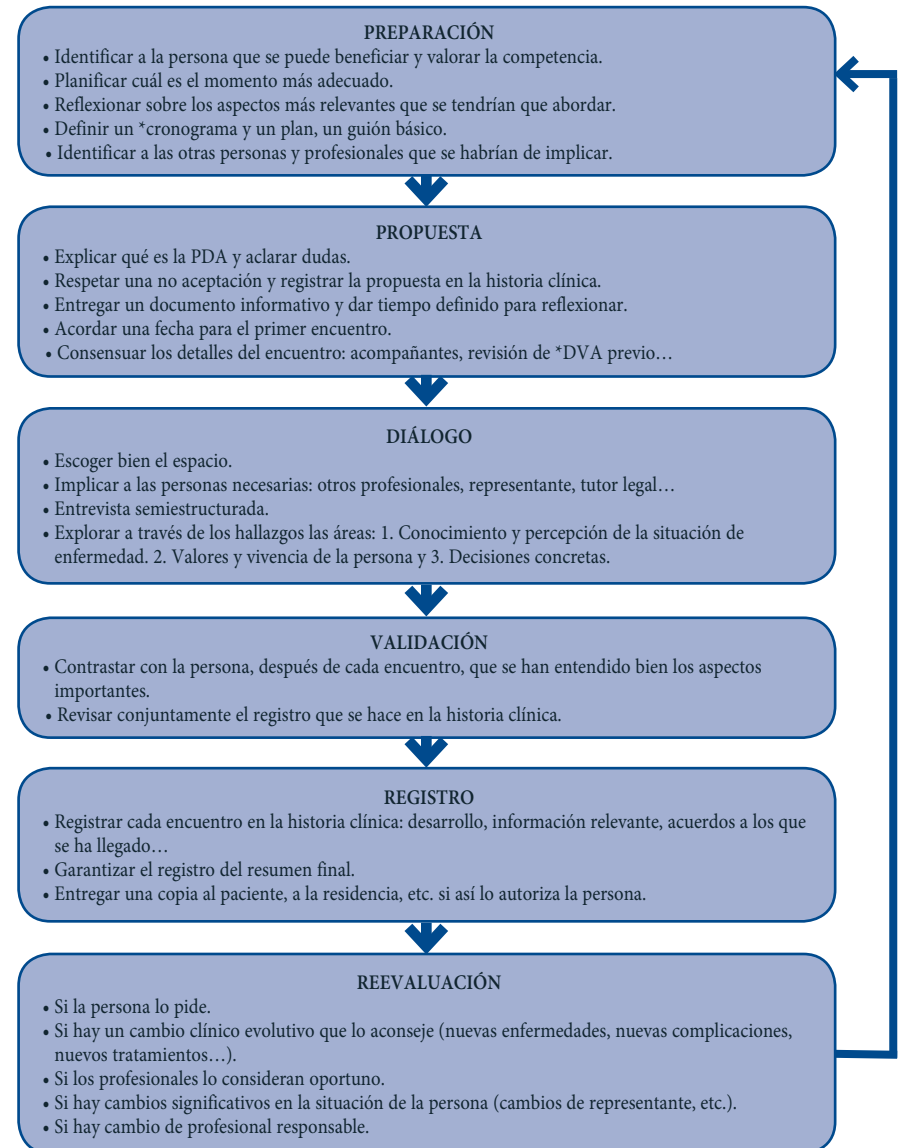 PREPARACIÓN
• Identificar a la persona que se puede beneficiar y valorar la competencia.
• Planificar cuál es el momento más adecuado.
• Reflexionar sobre los aspectos más relevantes que se tendrían que abordar.
• Definir un *cronograma y un plan, un guión básico.
• Identificar a las otras personas y profesionales que se habrían de implicar.
PROPUESTA
• Explicar qué es la PDA y aclarar dudas.
• Respetar una no aceptación y registrar la propuesta en la historia clínica.
• Entregar un documento informativo y dar tiempo definido para reflexionar.
• Acordar una fecha para el primer encuentro.
• Consensuar los detalles del encuentro: acompañantes, revisión de *DVA previo…
DIÁLOGO
• Escoger bien el espacio.
• Implicar a las personas necesarias: otros profesionales, representante, tutor legal…
• Entrevista semiestructurada.
• Explorar a través de los hallazgos las áreas: 1. Conocimiento y percepción de la situación de
enfermedad. 2. Valores y vivencia de la persona y 3. Decisiones concretas.
VALIDACIÓN
• Contrastar con la persona, después de cada encuentro, que se han entendido bien los aspectos
importantes.
• Revisar conjuntamente el registro que se hace en la historia clínica.
REGISTRO
• Registrar cada encuentro en la historia clínica: desarrollo, información relevante, acuerdos a los que
se ha llegado…
• Garantizar el registro del resumen final.
• Entregar una copia al paciente, a la residencia, etc. si así lo autoriza la persona.
REEVALUACIÓN
• Si la persona lo pide.
• Si hay un cambio clínico evolutivo que lo aconseje (nuevas enfermedades, nuevas complicaciones,
nuevos tratamientos…).
• Si los profesionales lo consideran oportuno.
• Si hay cambios significativos en la situación de la persona (cambios de representante, etc.).
• Si hay cambio de profesional responsable.